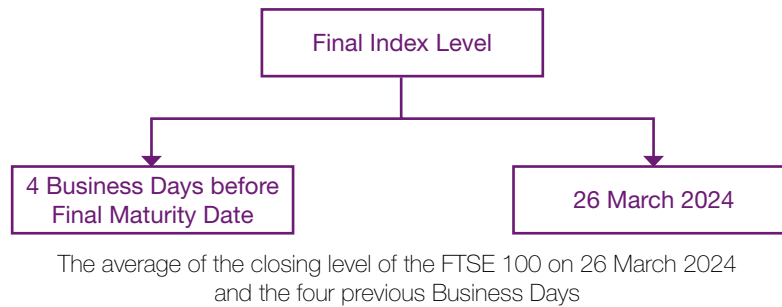 Final Index Level
4 Business Days before
Final Maturity Date
26 March 2024
The average of the closing level of the FTSE 100 on 26 March 2024
and the four previous Business Days